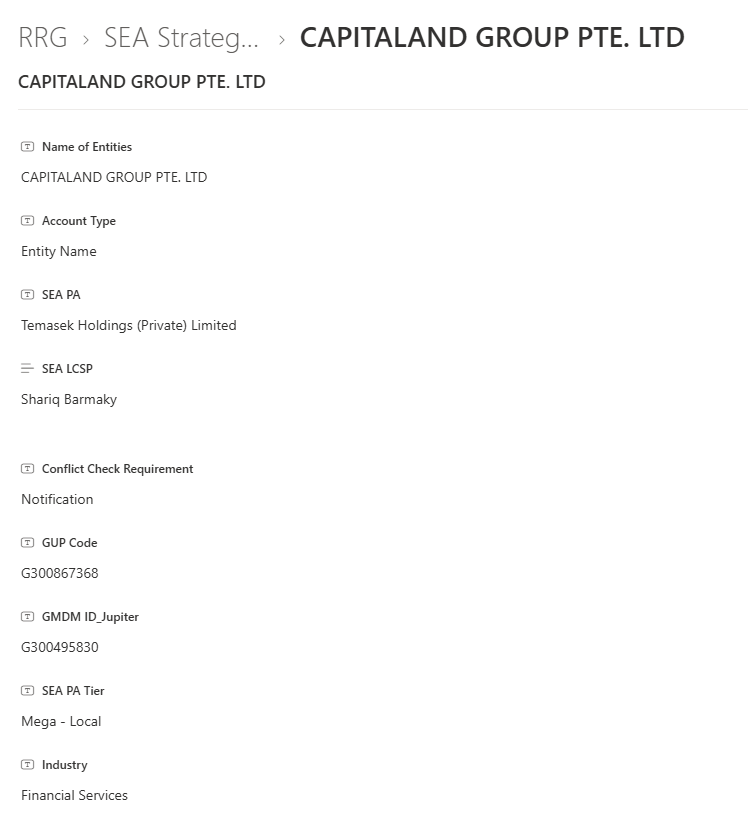 RRG > SEA Strateg... > CAPITALAND GROUP PTE. LTD
CAPITALAND GROUP PTE. LTD
Name of Entities
CAPITALAND GROUP PTE. LTD
Account Type
Entity Name
SEA PA
Temasek Holdings (Private) Limited
SEA LCSP
Shariq Barmaky
Conflict Check Requirement
Notification
GUP Code
G300867368
GMDM ID_Jupiter
G300495830
SEA PA Tier
Mega - Local
Industry
Financial Services